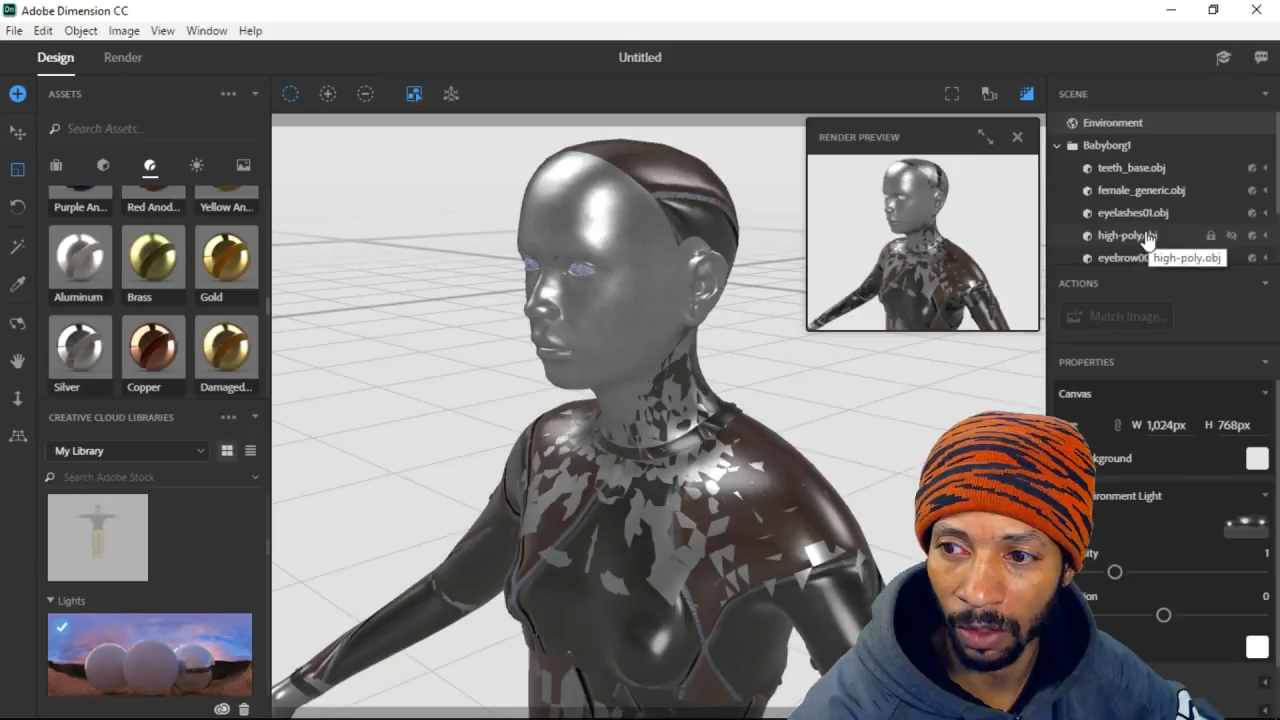 Dn Adobe Dimension CC
File Edit Object Image View Window Help
Design Render Untitled
ASSETS
Search Assets...
Purple An... Red Anod... Yellow An...
Aluminum Brass Gold
Silver Copper Damaged...
CREATIVE CLOUD LIBRARIES
My Library
Search Adobe Stock
Lights
RENDER PREVIEW
SCENE
Environment
Babyborg1
teeth_base.obj
female_generic.obj
eyelashes01.obj
high-poly.obj
eyebrow00
high-poly.obj
ACTIONS
Match Image...
PROPERTIES
Canvas
W 1,024px H 768px
kground
ironment Light
1
0